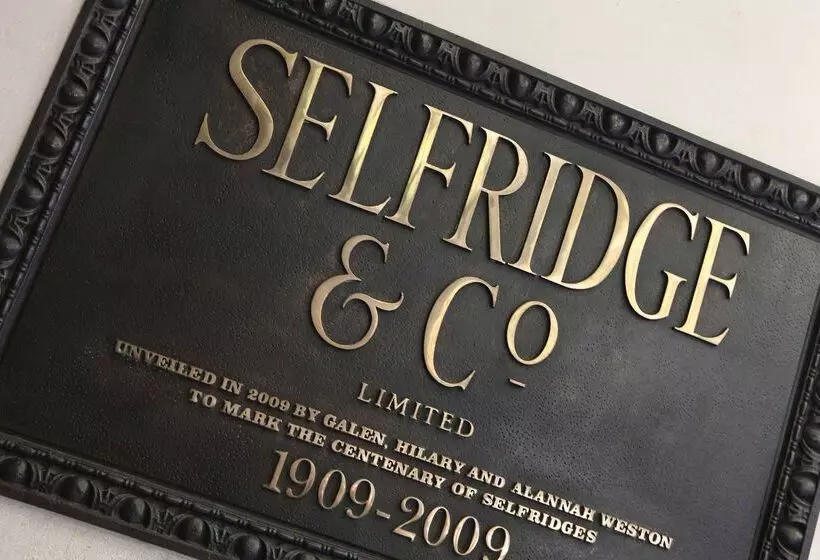 SELFRIDGE
& Co
LIMITED
UNVEILED IN 2009 BY GALEN, HILARY AND ALANNAH WESTON
TO MARK THE CENTENARY OF SELFRIDGES
1909-2009